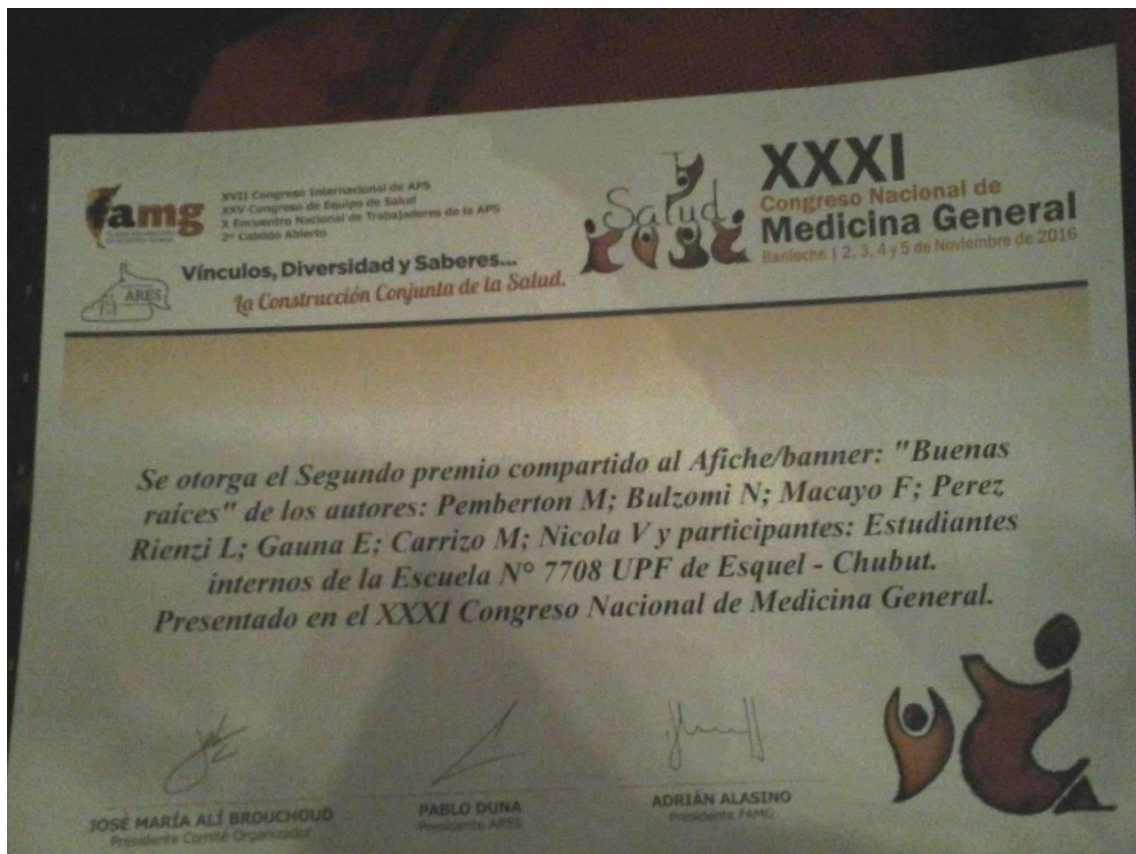 famg
XVII Congreso Internacional de APS
XXV Congreso de Equipo de Salud
X Encuentro Nacional de Trabajadores de la APS
2º Cabildo Abierto
ARES
Vínculos, Diversidad y Saberes...
La Construcción Conjunta de la Salud.
Salud
XXXI
Congreso Nacional de
Medicina General
Bariloche | 2, 3, 4 y 5 de Noviembre de 2016
Se otorga el Segundo premio compartido al Afiche/banner: "Buenas
raíces" de los autores: Pemberton M; Bulzomi N; Macayo F; Perez
Rienzi L; Gauna E; Carrizo M; Nicola V y participantes: Estudiantes
internos de la Escuela N° 7708 UPF de Esquel - Chubut.
Presentado en el XXXI Congreso Nacional de Medicina General.
JOSÉ MARÍA ALÍ BROUCHOUD
Presidente Comité Organizador
PABLO DUNA
Presidente ARES
ADRIÁN ALASINO
Presidente FAMG